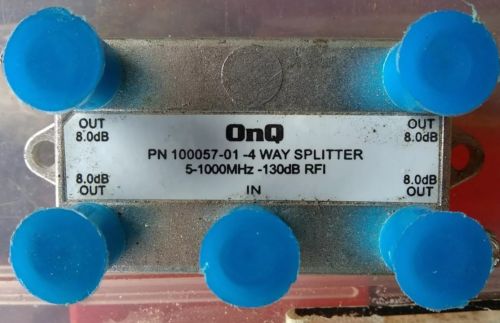 OUT
8.0dB
OnQ
OUT
8.0dB
PN 100057-01 -4 WAY SPLITTER
5-1000MHz -130dB RFI
8.0dB
OUT
IN
8.0dB
OUT